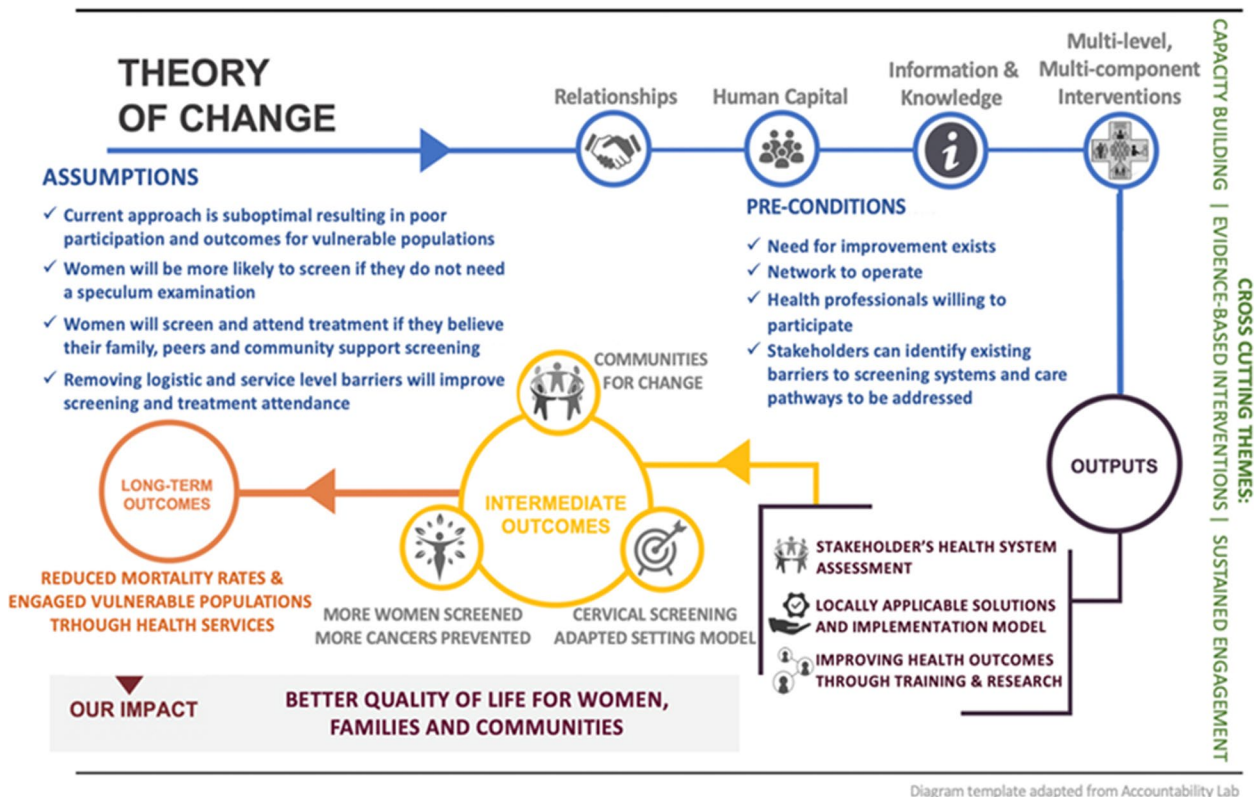 THEORY
OF CHANGE
Relationships
Human Capital
Information &
Knowledge
Multi-level,
Multi-component
Interventions
ASSUMPTIONS
✓ Current approach is suboptimal resulting in poor
participation and outcomes for vulnerable populations
✓ Women will be more likely to screen if they do not need
a speculum examination
✓ Women will screen and attend treatment if they believe
their family, peers and community support screening
✓ Removing logistic and service level barriers will improve
screening and treatment attendance
PRE-CONDITIONS
✓ Need for improvement exists
✓ Network to operate
✓ Health professionals willing to
participate
✓ Stakeholders can identify existing
barriers to screening systems and care
pathways to be addressed
OUTPUTS
STAKEHOLDER'S HEALTH SYSTEM
ASSESSMENT
LOCALLY APPLICABLE SOLUTIONS
AND IMPLEMENTATION MODEL
IMPROVING HEALTH OUTCOMES
THROUGH TRAINING & RESEARCH
COMMUNITIES
FOR CHANGE
INTERMEDIATE
OUTCOMES
MORE WOMEN SCREENED
MORE CANCERS PREVENTED
CERVICAL SCREENING
ADAPTED SETTING MODEL
LONG-TERM
OUTCOMES
REDUCED MORTALITY RATES &
ENGAGED VULNERABLE POPULATIONS
TRHOUGH HEALTH SERVICES
OUR IMPACT
BETTER QUALITY OF LIFE FOR WOMEN,
FAMILIES AND COMMUNITIES
CROSS CUTTING THEMES:
CAPACITY BUILDING | EVIDENCE-BASED INTERVENTIONS | SUSTAINED ENGAGEMENT
Diagram template adapted from Accountability Lab